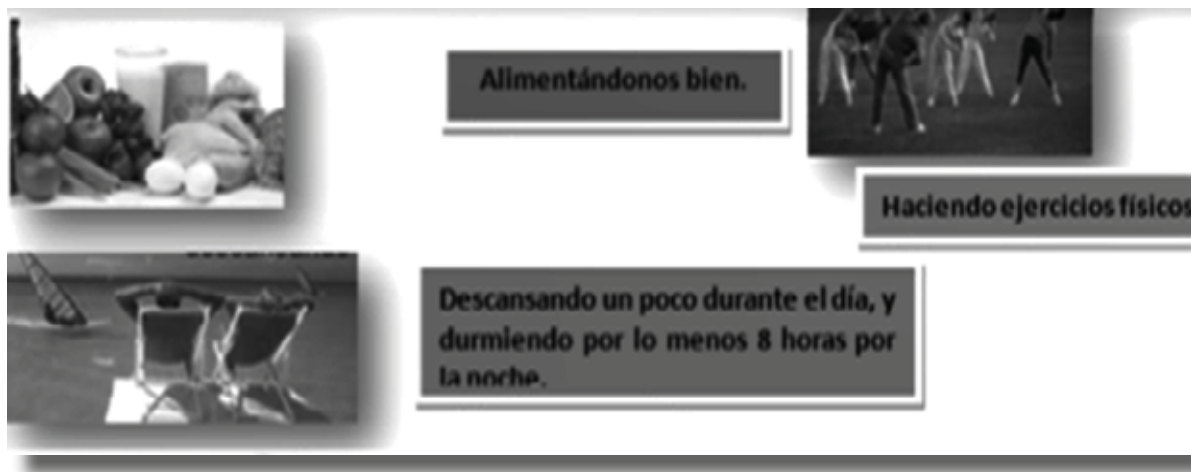 Alimentándonos bien.
Haciendo ejercicios físicos
Descansando un poco durante el día, y
durmiendo por lo menos 8 horas por
la noche.